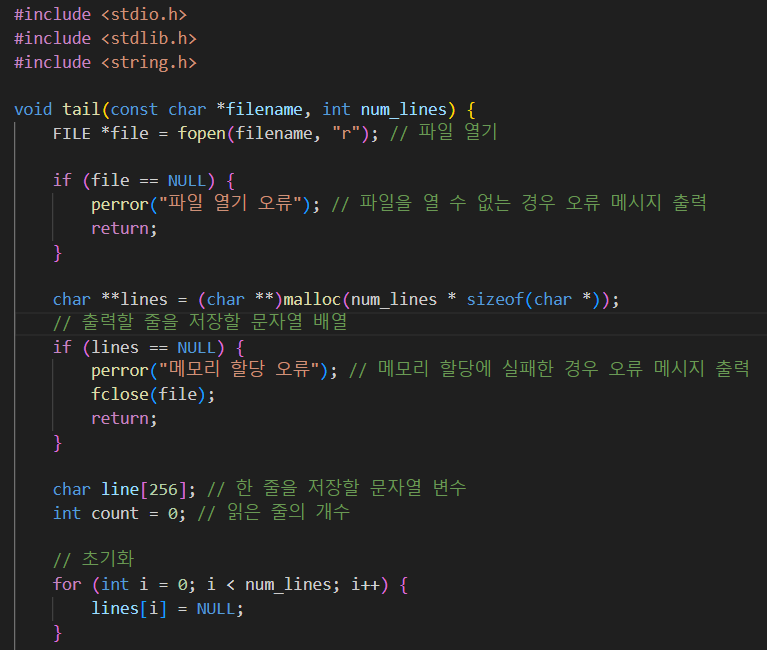 #include <stdio.h>
#include <stdlib.h>
#include <string.h>
void tail(const char *filename, int num_lines) {
FILE *file = fopen(filename, "r"); // 파일 열기
if (file == NULL) {
perror("파일 열기 오류"); // 파일을 열 수 없는 경우 오류 메시지 출력
return;
}
char **lines = (char **)malloc(num_lines * sizeof(char *));
// 출력할 줄을 저장할 문자열 배열
if (lines == NULL) {
perror("메모리 할당 오류"); // 메모리 할당에 실패한 경우 오류 메시지 출력
fclose(file);
return;
}
char line[256]; // 한 줄을 저장할 문자열 변수
int count = 0; // 읽은 줄의 개수
// 초기화
for (int i = 0; i < num_lines; i++) {
lines[i] = NULL;
}